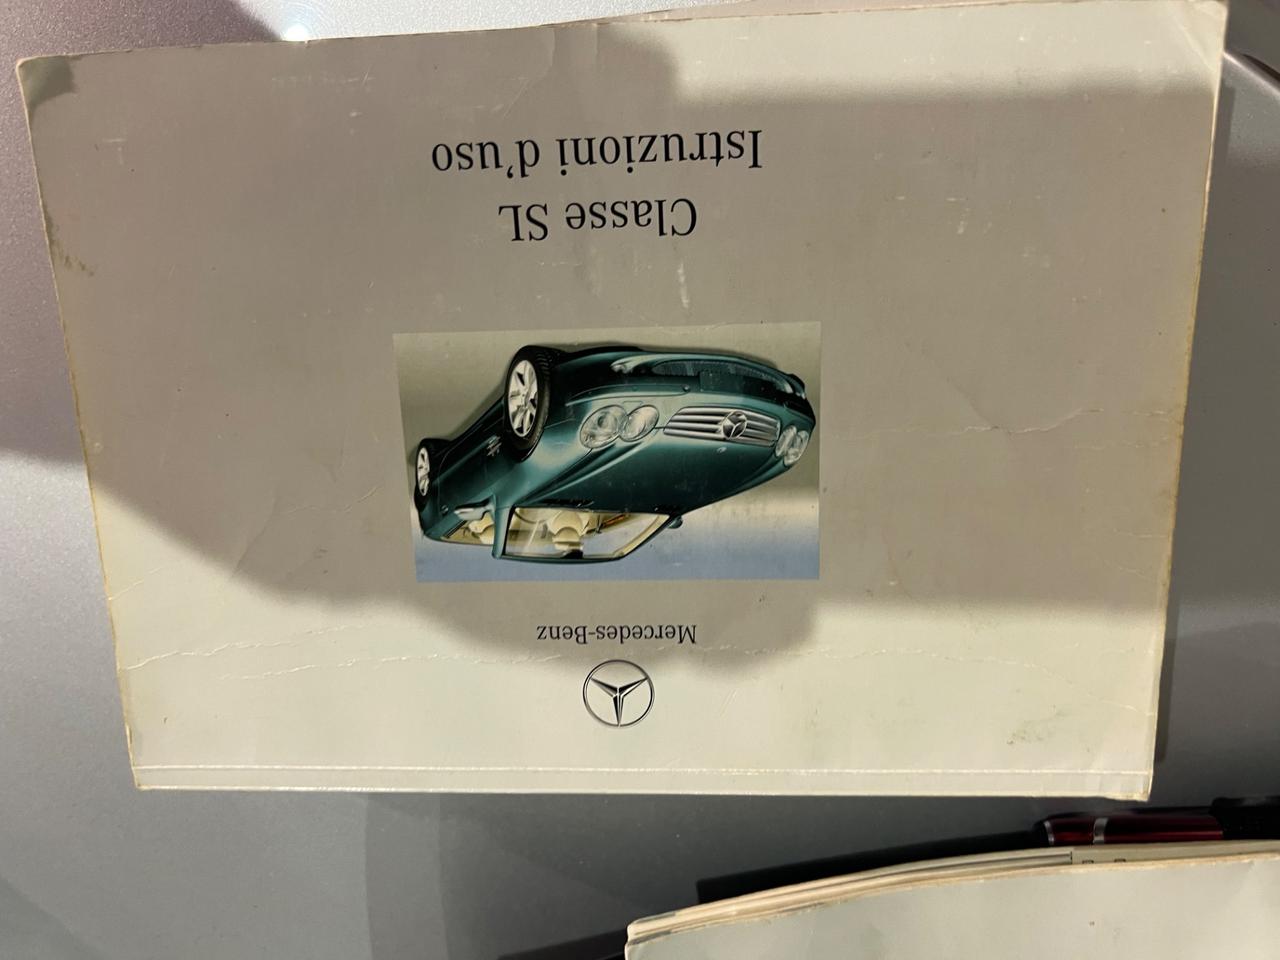 Mercedes-Benz
Classe SL
Istruzioni d'uso